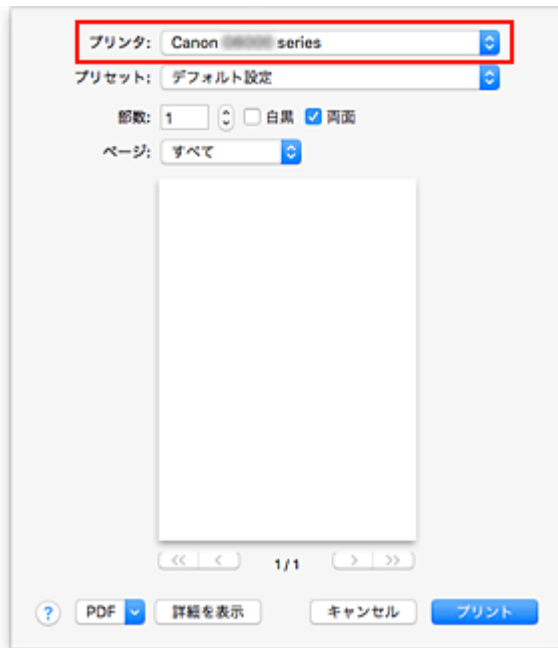 プリンタ: Canon series
プリセット: デフォルト設定
部数: 1 白黒 両面
ページ: すべて
<< < 1/1 > >>
? PDF 詳細を表示 キャンセル プリント